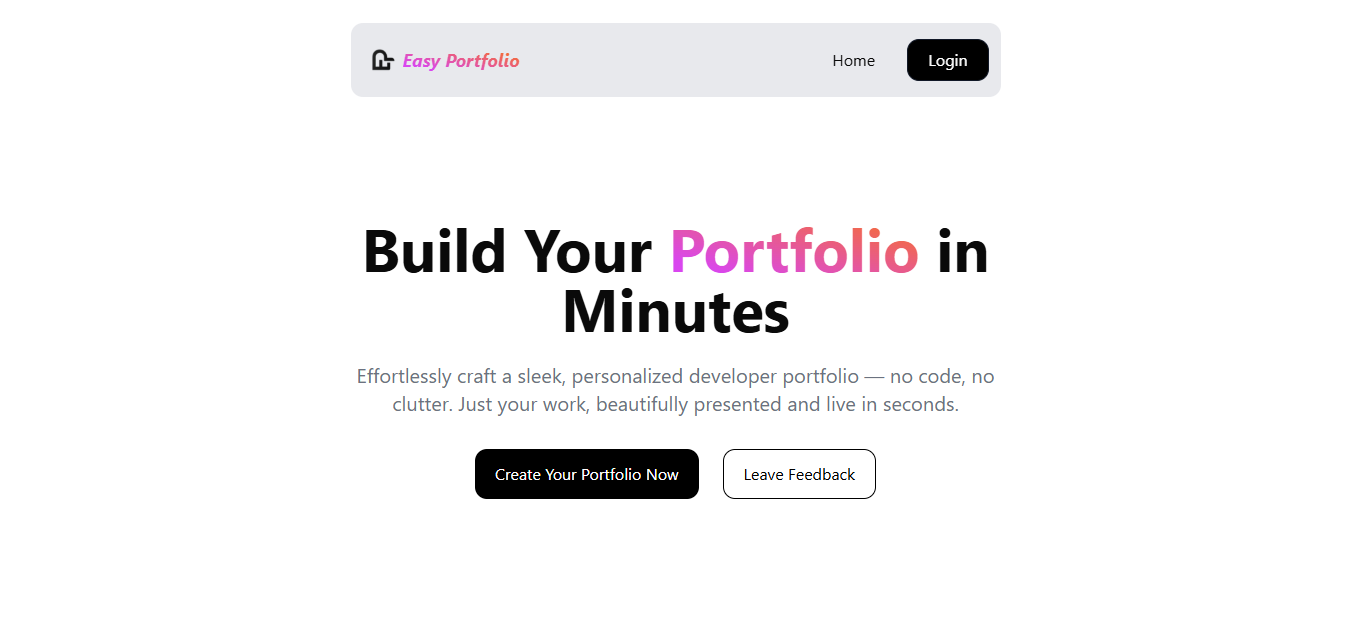 Easy Portfolio
Home
Login
Build Your Portfolio in
Minutes
Effortlessly craft a sleek, personalized developer portfolio — no code, no
clutter. Just your work, beautifully presented and live in seconds.
Create Your Portfolio Now
Leave Feedback